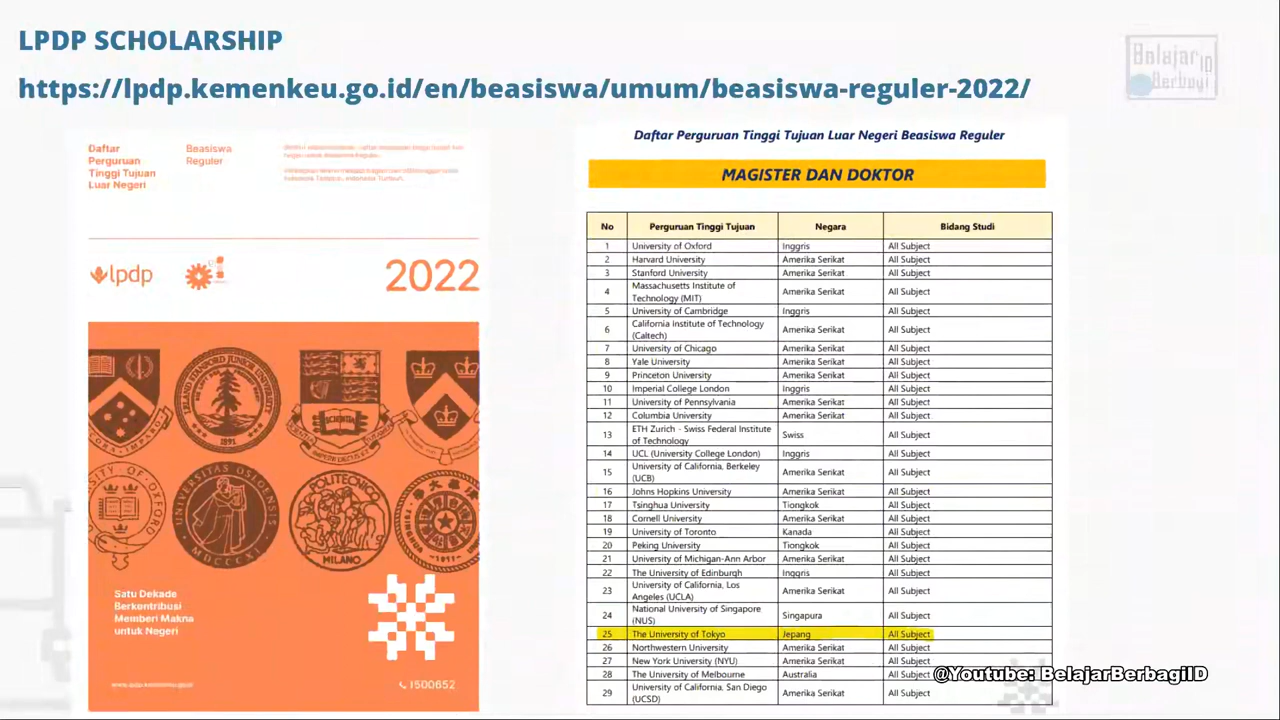 LPDP SCHOLARSHIP
https://lpdp.kemenkeu.go.id/en/beasiswa/umum/beasiswa-reguler-2022/
Belajar ID
Berbagi
Daftar
Perguruan
Tinggi Tujuan
Luar Negeri
Beasiswa
Reguler
lpdp
2022
1891
SCIENTIA
POLITECNICO
MILANO
UNIVERSITAS OSLOENSIS
MDCCCXI
Satu Dekade
Berkontribusi
Memberi Makna
untuk Negeri
www.lpdp.kemenkeu.go.id
1500652
Daftar Perguruan Tinggi Tujuan Luar Negeri Beasiswa Reguler
MAGISTER DAN DOKTOR
No Perguruan Tinggi Tujuan Negara Bidang Studi
1 University of Oxford Inggris All Subject
2 Harvard University Amerika Serikat All Subject
3 Stanford University Amerika Serikat All Subject
4 Massachusetts Institute of
Technology (MIT) Amerika Serikat All Subject
5 University of Cambridge Inggris All Subject
6 California Institute of Technology
(Caltech) Amerika Serikat All Subject
7 University of Chicago Amerika Serikat All Subject
8 Yale University Amerika Serikat All Subject
9 Princeton University Amerika Serikat All Subject
10 Imperial College London Inggris All Subject
11 University of Pennsylvania Amerika Serikat All Subject
12 Columbia University Amerika Serikat All Subject
13 ETH Zurich - Swiss Federal Institute
of Technology Swiss All Subject
14 UCL (University College London) Inggris All Subject
15 University of California, Berkeley
(UCB) Amerika Serikat All Subject
16 Johns Hopkins University Amerika Serikat All Subject
17 Tsinghua University Tiongkok All Subject
18 Cornell University Amerika Serikat All Subject
19 University of Toronto Kanada All Subject
20 Peking University Tiongkok All Subject
21 University of Michigan-Ann Arbor Amerika Serikat All Subject
22 The University of Edinburgh Inggris All Subject
23 University of California, Los
Angeles (UCLA) Amerika Serikat All Subject
24 National University of Singapore
(NUS) Singapura All Subject
25 The University of Tokyo Jepang All Subject
26 Northwestern University Amerika Serikat All Subject
27 New York University (NYU) Amerika Serikat All Subject
28 The University of Melbourne Australia All Subject
29 University of California, San Diego
(UCSD) Amerika Serikat All Subject
@Youtube: BelajarBerbagiID